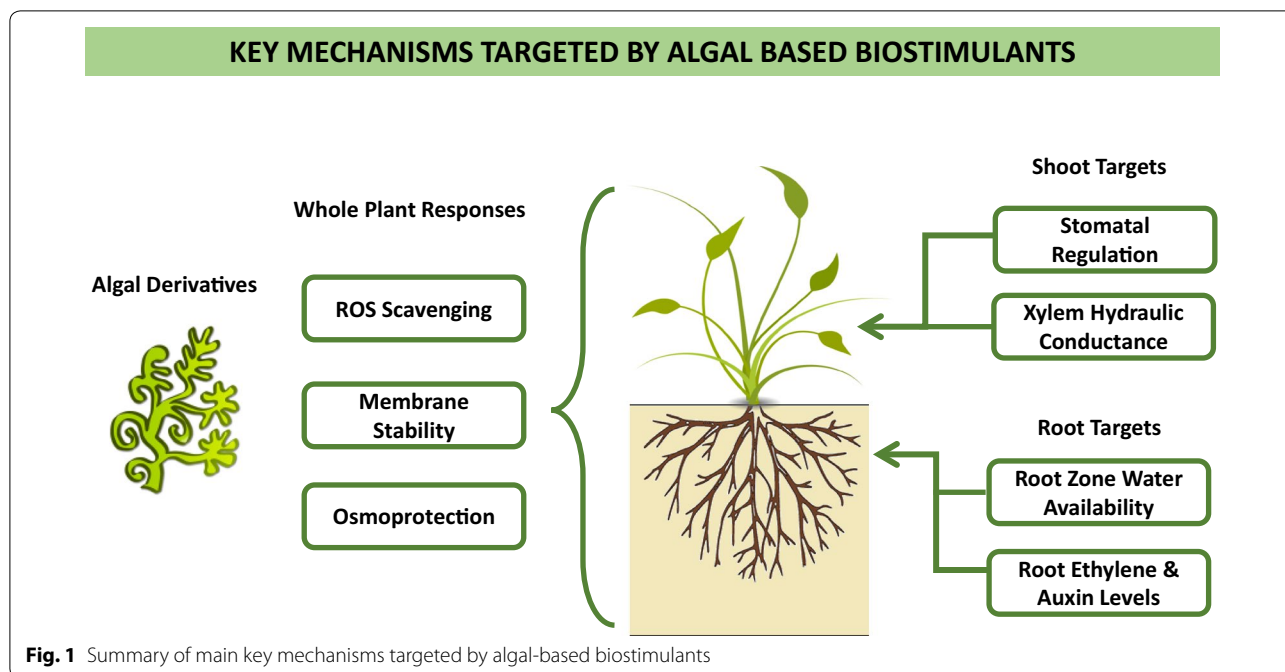 KEY MECHANISMS TARGETED BY ALGAL BASED BIOSTIMULANTS
Algal Derivatives
Whole Plant Responses
ROS Scavenging
Membrane
Stability
Osmoprotection
Shoot Targets
Stomatal
Regulation
Xylem Hydraulic
Conductance
Root Targets
Root Zone Water
Availability
Root Ethylene &
Auxin Levels
Fig. 1 Summary of main key mechanisms targeted by algal-based biostimulants